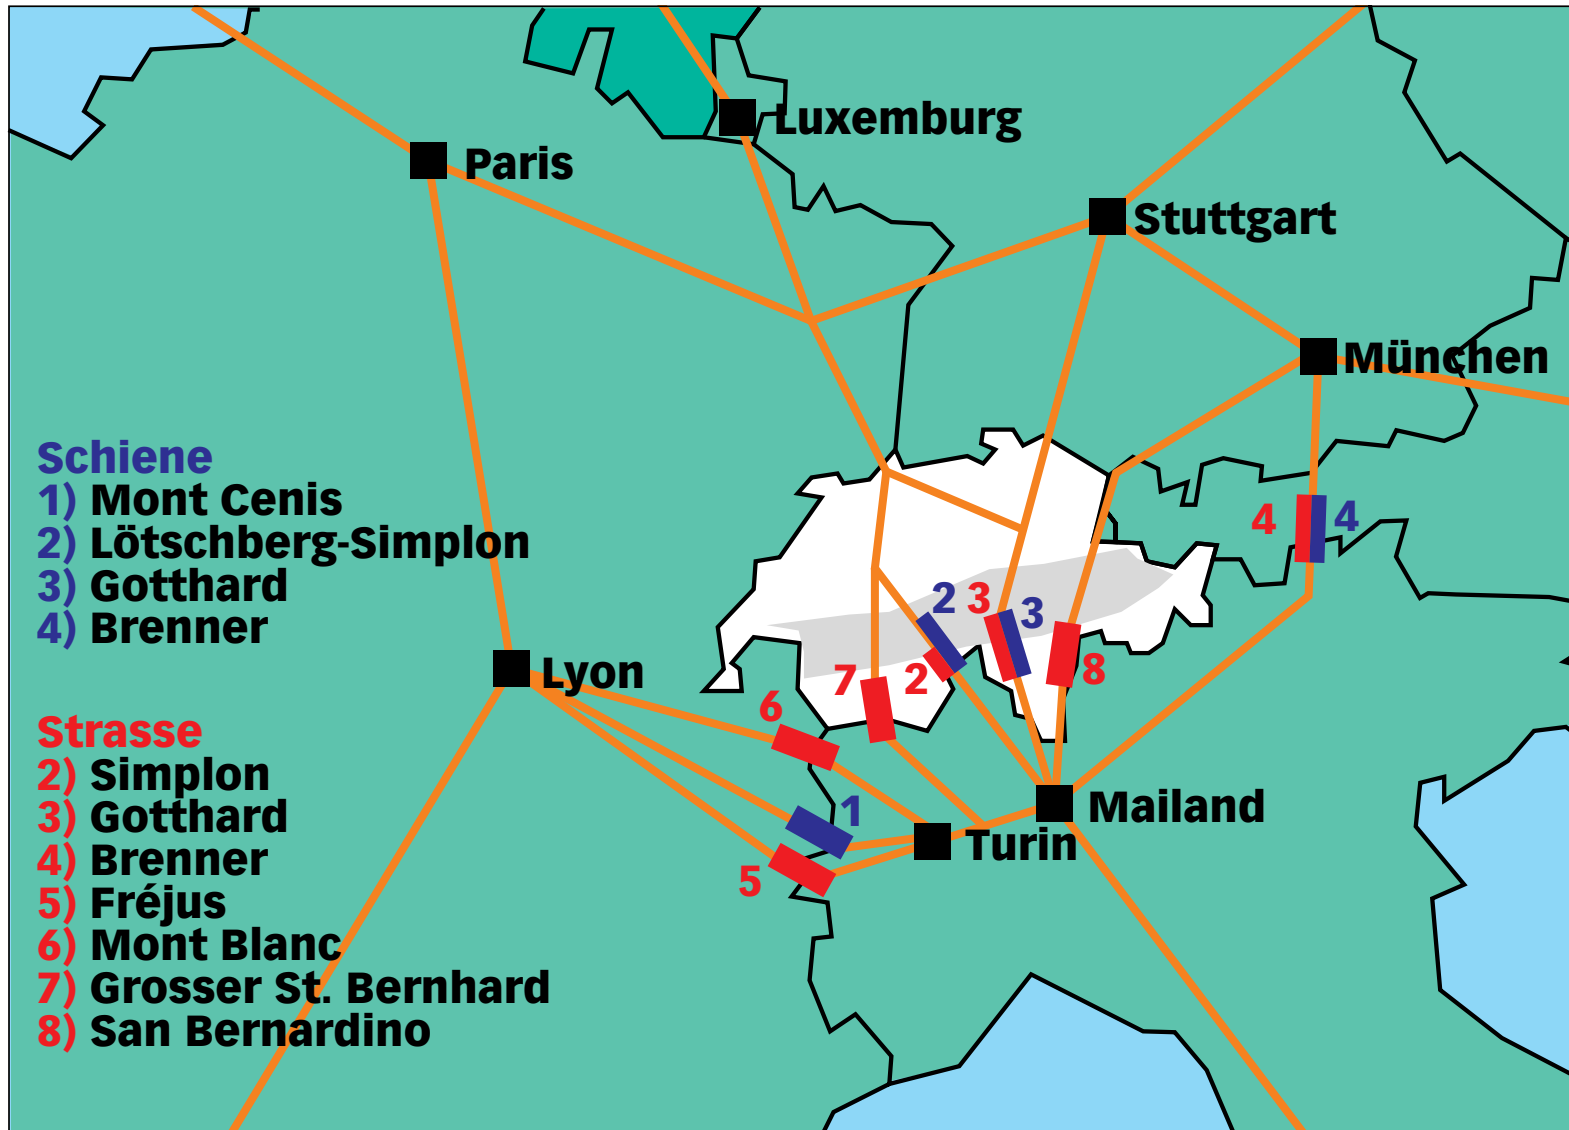 Luxemburg
Paris
Stuttgart
München
Schiene
1) Mont Cenis
2) Lötschberg-Simplon
3) Gotthard
4) Brenner
4 4
2 3 3
Lyon
7 2 8
6
Strasse
2) Simplon
3) Gotthard
4) Brenner
5) Fréjus
6) Mont Blanc
7) Grosser St. Bernhard
8) San Bernardino
1
Mailand
Turin
5